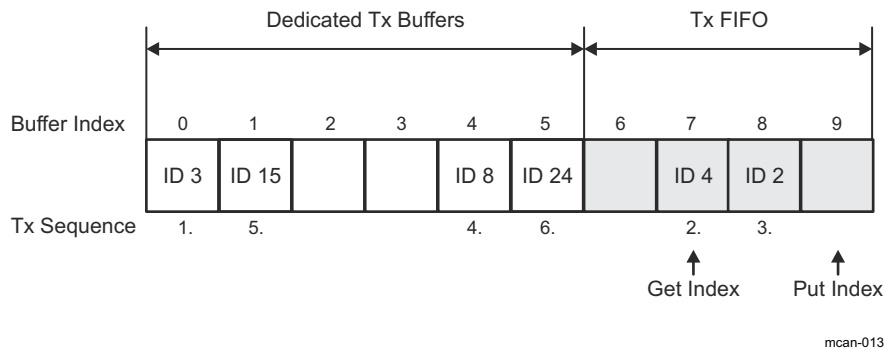 Dedicated Tx Buffers Tx FIFO
Buffer Index 0 1 2 3 4 5 6 7 8 9
ID 3 ID 15 ID 8 ID 24 ID 4 ID 2
Tx Sequence 1. 5. 4. 6. 2. 3.
Get Index Put Index
mcan-013